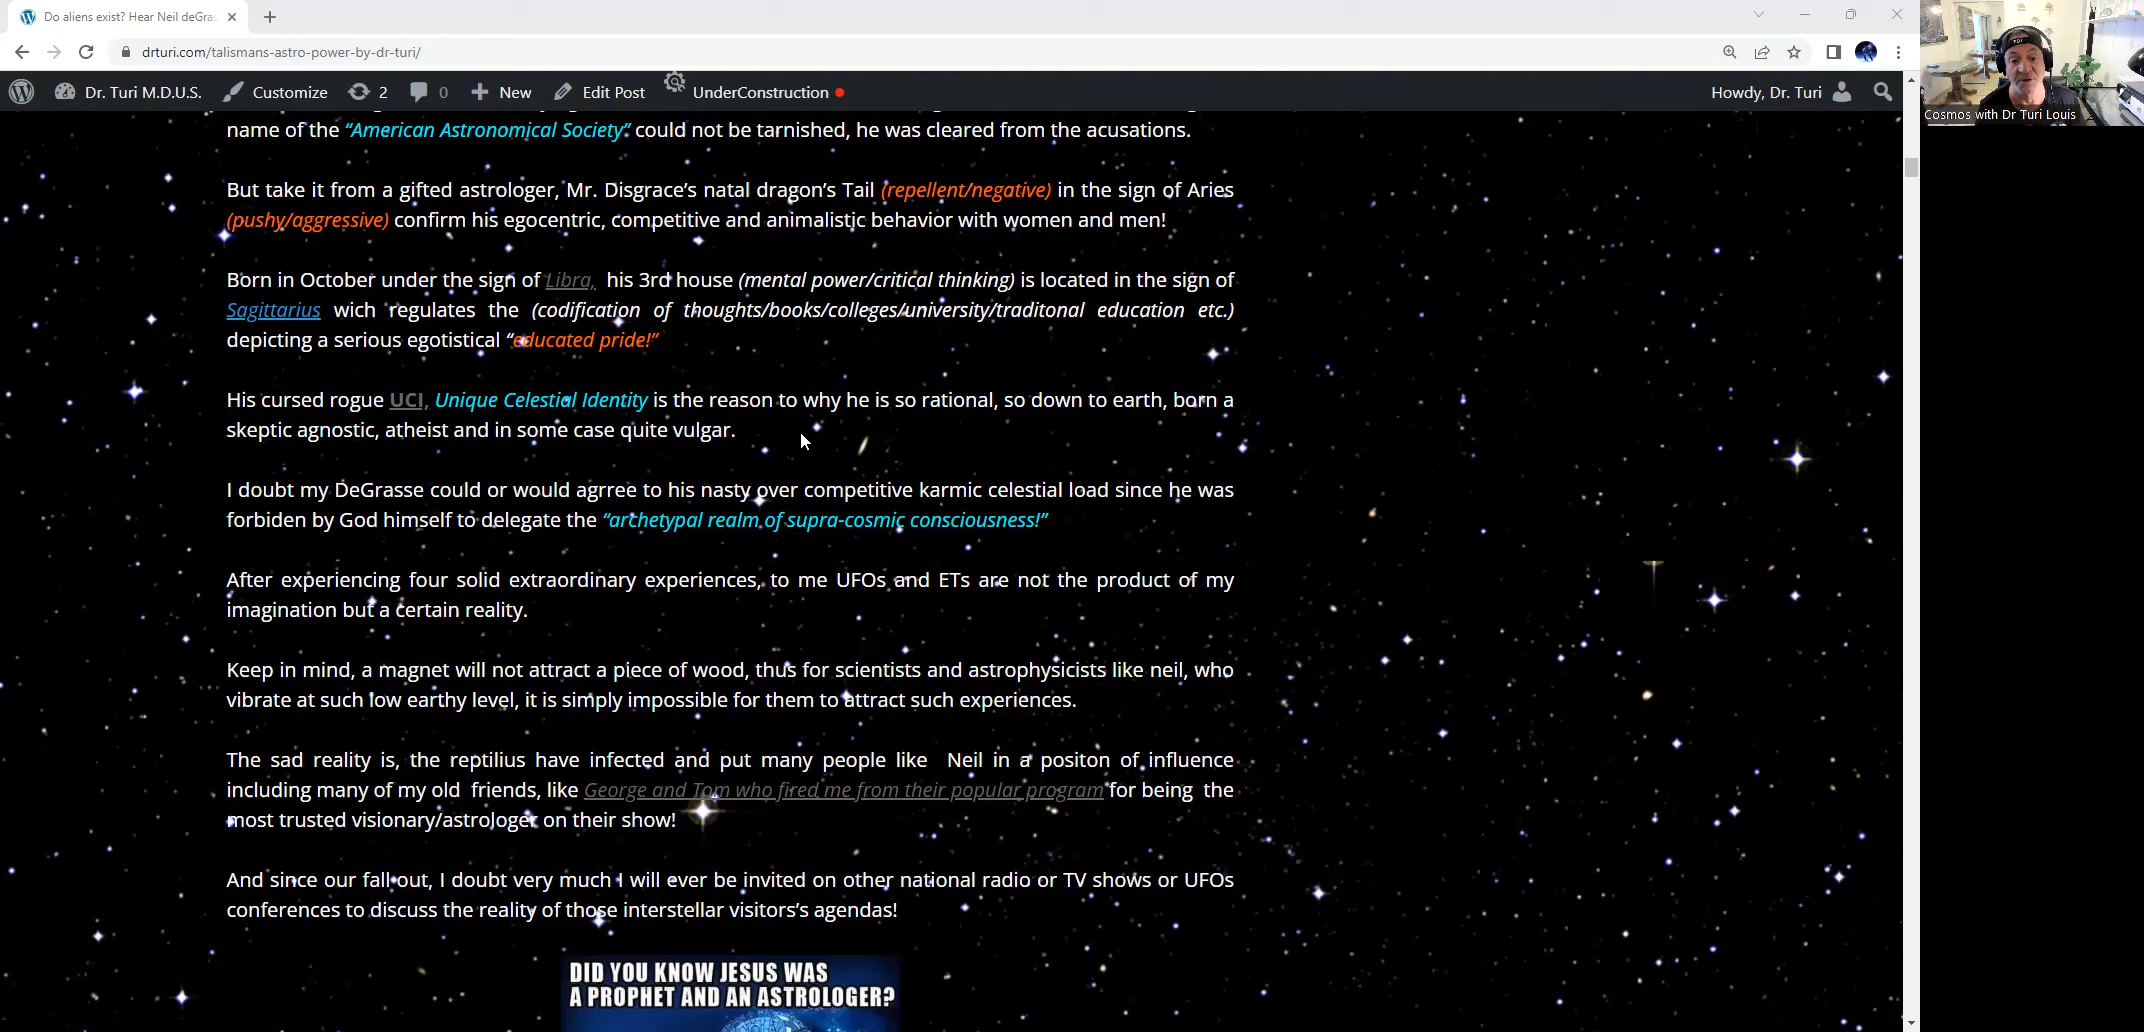 Do aliens exist? Hear Neil deGras
drturi.com/talismans-astro-power-by-dr-turi/
Dr. Turi M.D.U.S. Customize 2 0 New Edit Post UnderConstruction Howdy, Dr. Turi
Cosmos with Dr Turi Louis
name of the “American Astronomical Society” could not be tarnished, he was cleared from the acusations.
But take it from a gifted astrologer, Mr. Disgrace’s natal dragon’s Tail (repellent/negative) in the sign of Aries
(pushy/aggressive) confirm his egocentric, competitive and animalistic behavior with women and men!
Born in October under the sign of Libra, his 3rd house (mental power/critical thinking) is located in the sign of
Sagittarius wich regulates the (codification of thoughts/books/colleges/university/traditonal education etc.)
depicting a serious egotistical “educated pride!”
His cursed rogue UCI, Unique Celestial Identity is the reason to why he is so rational, so down to earth, born a
skeptic agnostic, atheist and in some case quite vulgar.
I doubt my DeGrasse could or would agrree to his nasty over competitive karmic celestial load since he was
forbiden by God himself to delegate the “archetypal realm of supra-cosmic consciousness!”
After experiencing four solid extraordinary experiences, to me UFOs and ETs are not the product of my
imagination but a certain reality.
Keep in mind, a magnet will not attract a piece of wood, thus for scientists and astrophysicists like neil, who
vibrate at such low earthy level, it is simply impossible for them to attract such experiences.
The sad reality is, the reptilius have infected and put many people like Neil in a positon of influence
including many of my old friends, like George and Tom who fired me from their popular program for being the
most trusted visionary/astrologer on their show!
And since our fall out, I doubt very much I will ever be invited on other national radio or TV shows or UFOs
conferences to discuss the reality of those interstellar visitors’s agendas!
DID YOU KNOW JESUS WAS
A PROPHET AND AN ASTROLOGER?